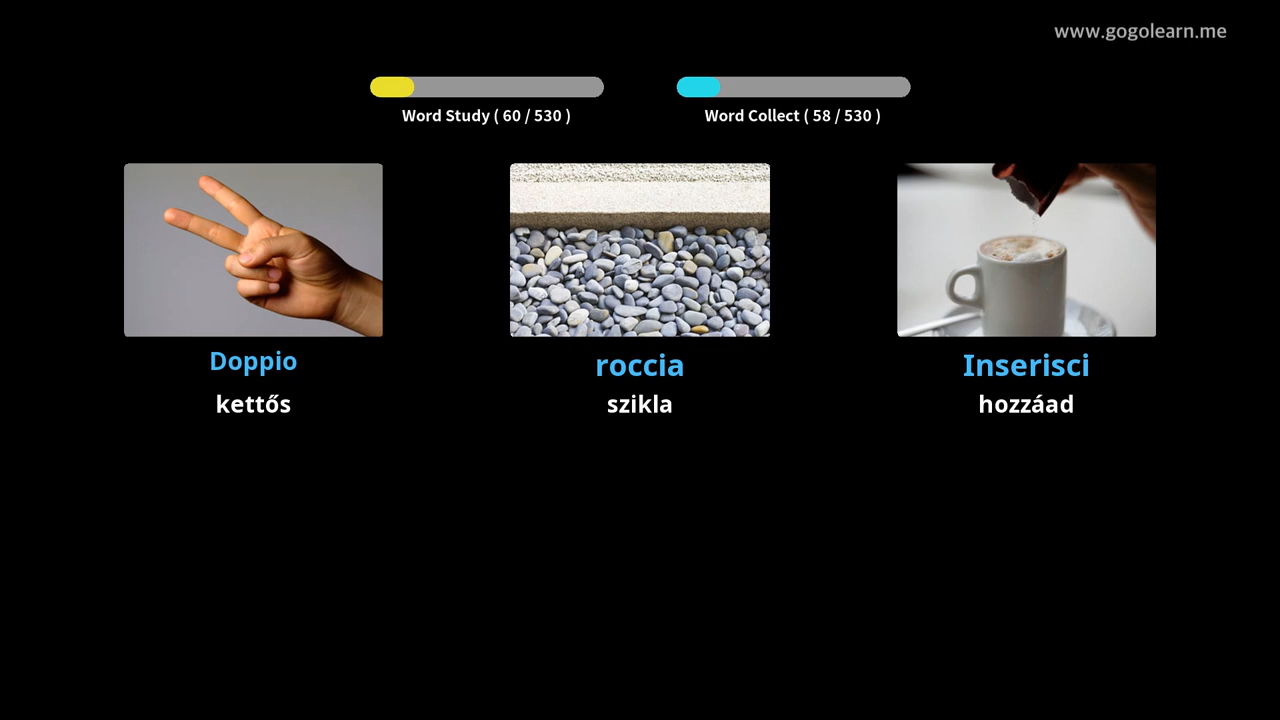 www.gogolearn.me
Word Study ( 60 / 530 )
Word Collect ( 58 / 530 )
Doppio
roccia
Inserisci
kettős
szikla
hozzáad